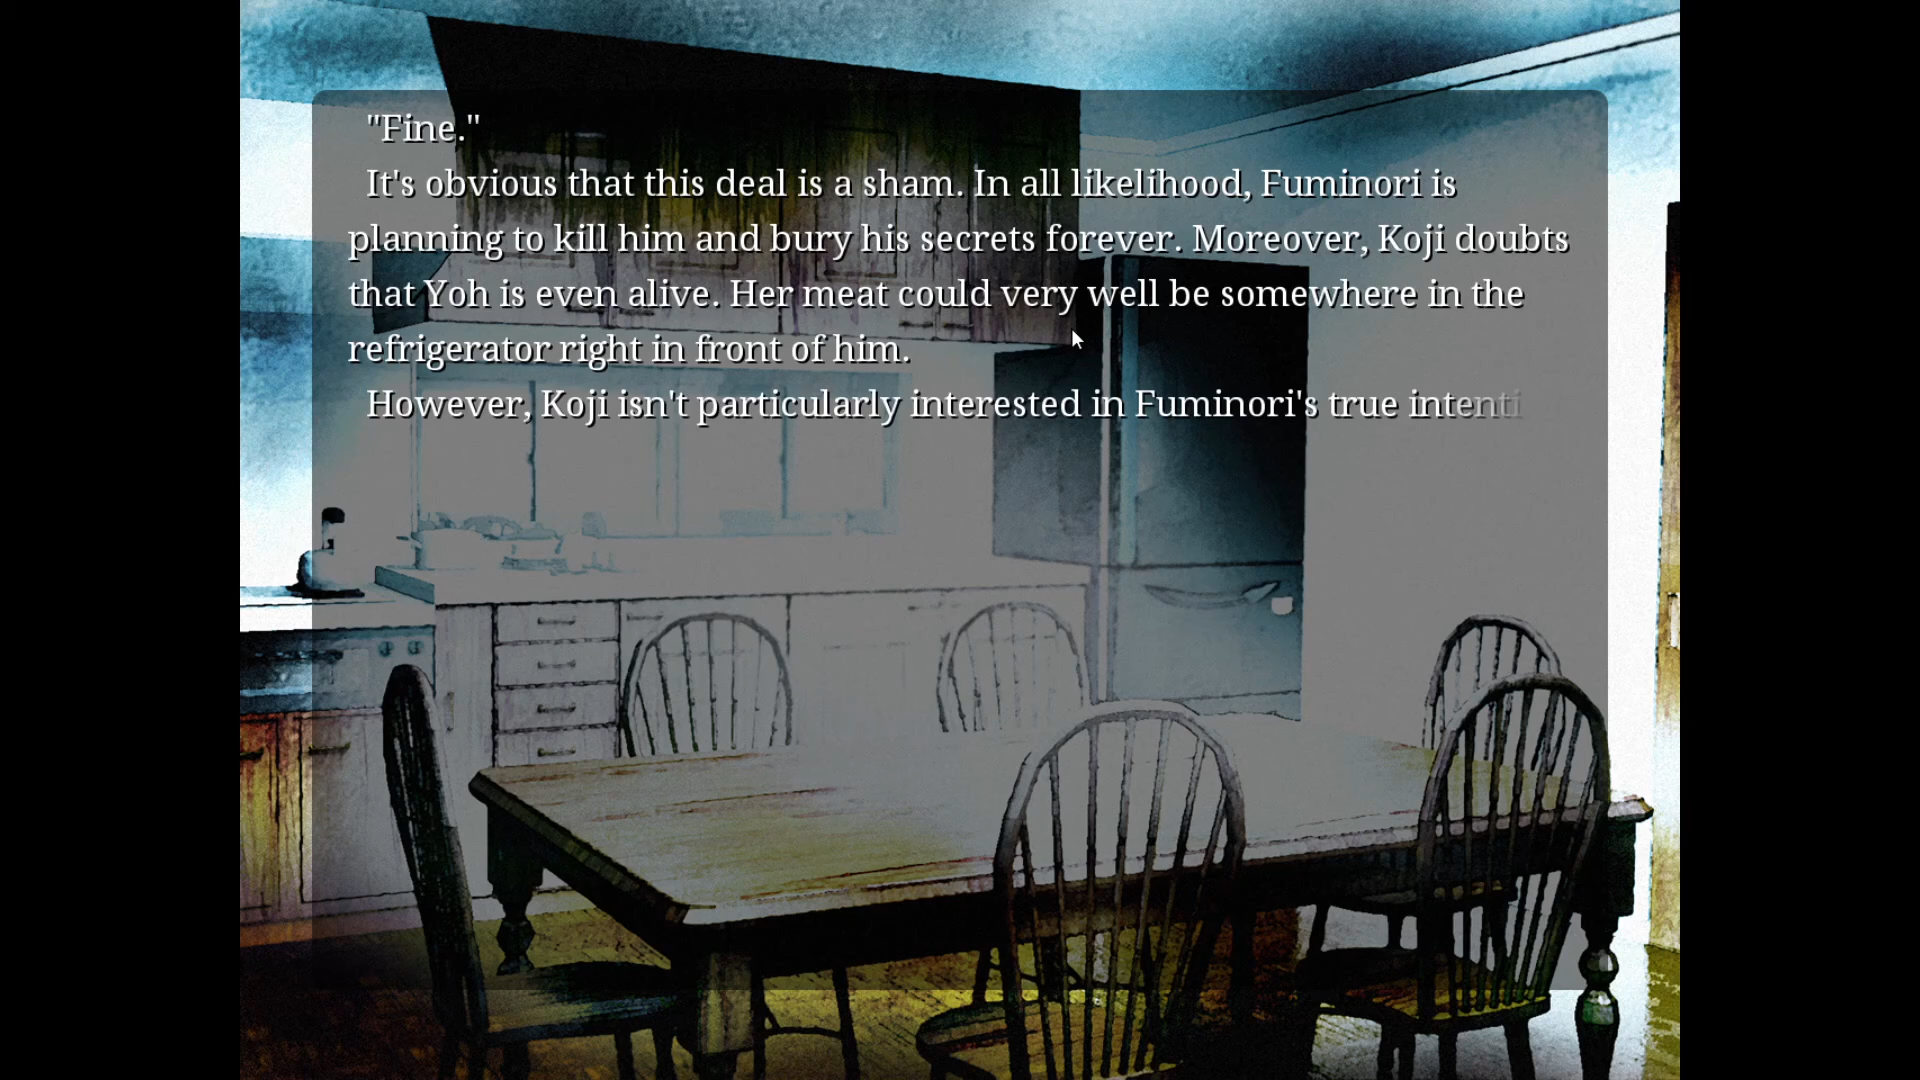 "Fine."
It's obvious that this deal is a sham. In all likelihood, Fuminori is
planning to kill him and bury his secrets forever. Moreover, Koji doubts
that Yoh is even alive. Her meat could very well be somewhere in the
refrigerator right in front of him.
However, Koji isn't particularly interested in Fuminori's true intenti